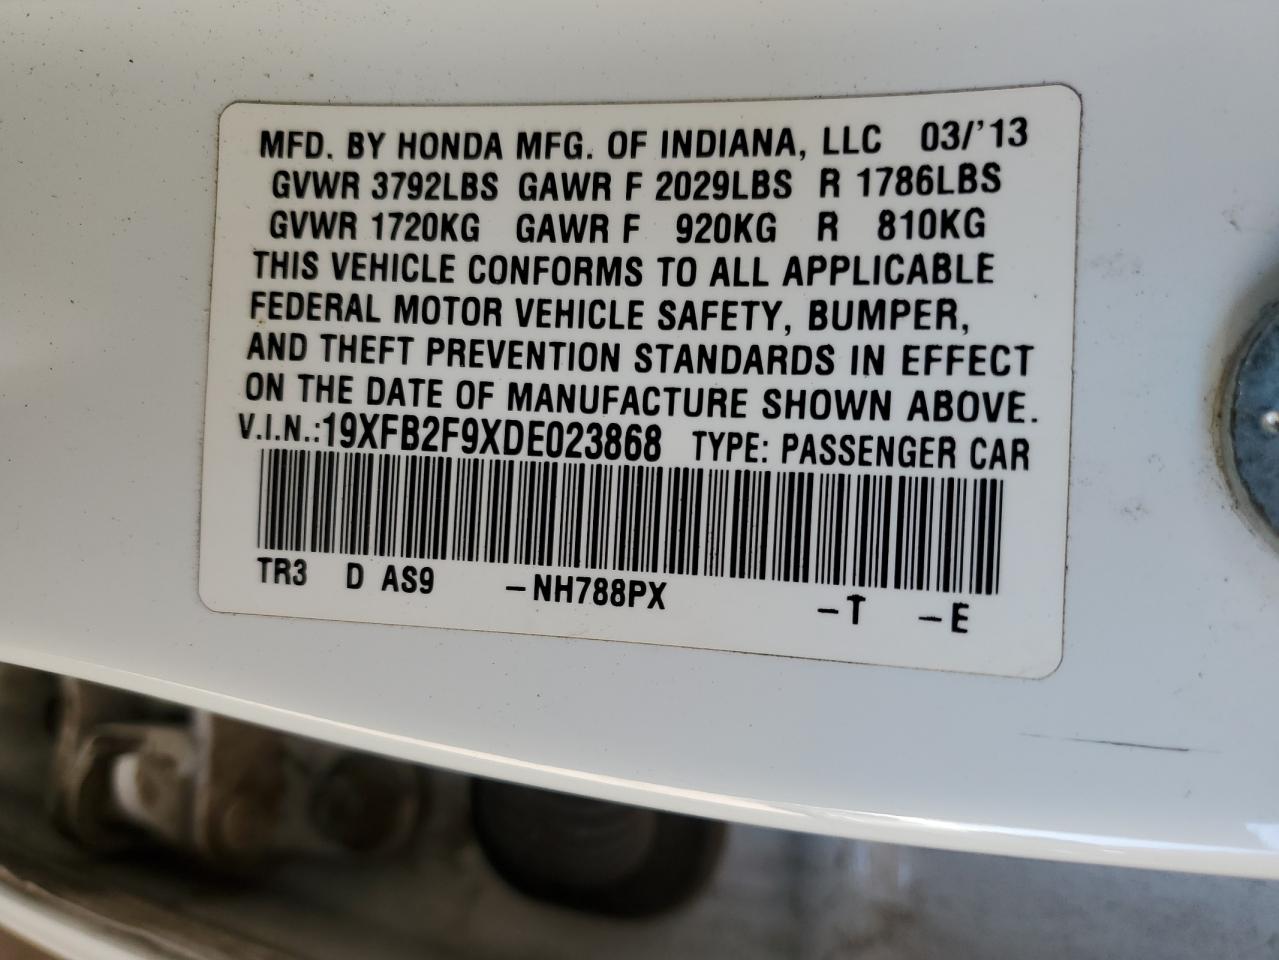 MFD. BY HONDA MFG. OF INDIANA, LLC 03/'13
GVWR 3792LBS GAWR F 2029LBS R 1786LBS
GVWR 1720KG GAWR F 920KG R 810KG
THIS VEHICLE CONFORMS TO ALL APPLICABLE
FEDERAL MOTOR VEHICLE SAFETY, BUMPER,
AND THEFT PREVENTION STANDARDS IN EFFECT
ON THE DATE OF MANUFACTURE SHOWN ABOVE.
V.I.N.:19XFB2F9XDE023868 TYPE: PASSENGER CAR
TR3 D AS9 -NH788PX -T -E